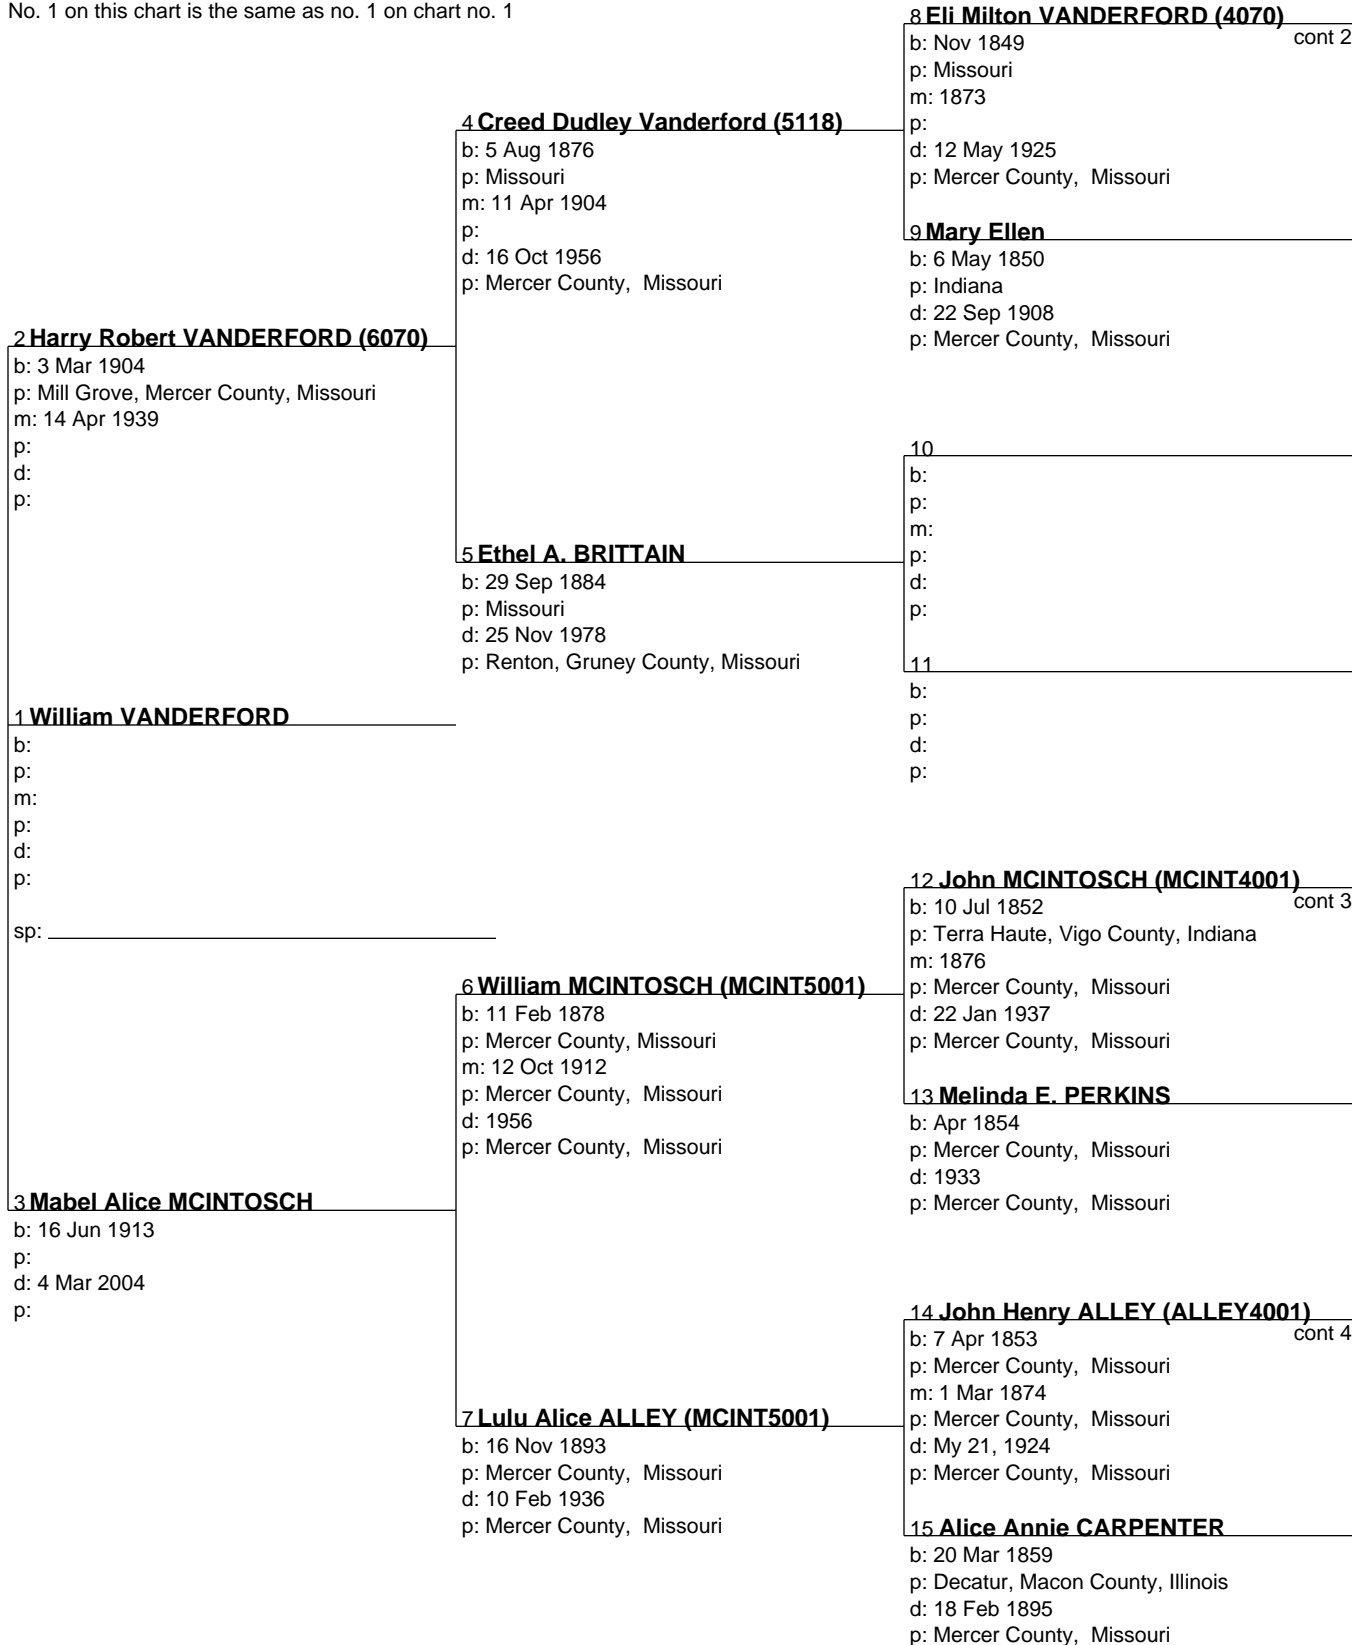 No. 1 on this chart is the same as no. 1 on chart no. 1
8 Eli Milton VANDERFORD (4070)
cont 2
b: Nov 1849
p: Missouri
m: 1873
p:
d: 12 May 1925
p: Mercer County, Missouri
4 Creed Dudley Vanderford (5118)
b: 5 Aug 1876
p: Missouri
m: 11 Apr 1904
p:
d: 16 Oct 1956
p: Mercer County, Missouri
9 Mary Ellen
b: 6 May 1850
p: Indiana
d: 22 Sep 1908
p: Mercer County, Missouri
2 Harry Robert VANDERFORD (6070)
b: 3 Mar 1904
p: Mill Grove, Mercer County, Missouri
m: 14 Apr 1939
p:
d:
p:
10
b:
p:
m:
p:
d:
p:
5 Ethel A. BRITTAIN
b: 29 Sep 1884
p: Missouri
d: 25 Nov 1978
p: Renton, Gruney County, Missouri
11
b:
p:
d:
p:
1 William VANDERFORD
b:
p:
m:
p:
d:
p:
sp:
12 John MCINTOSCH (MCINT4001)
cont 3
b: 10 Jul 1852
p: Terra Haute, Vigo County, Indiana
m: 1876
p: Mercer County, Missouri
d: 22 Jan 1937
p: Mercer County, Missouri
6 William MCINTOSCH (MCINT5001)
b: 11 Feb 1878
p: Mercer County, Missouri
m: 12 Oct 1912
p: Mercer County, Missouri
d: 1956
p: Mercer County, Missouri
13 Melinda E. PERKINS
b: Apr 1854
p: Mercer County, Missouri
d: 1933
p: Mercer County, Missouri
3 Mabel Alice MCINTOSCH
b: 16 Jun 1913
p:
d: 4 Mar 2004
p:
14 John Henry ALLEY (ALLEY4001)
cont 4
b: 7 Apr 1853
p: Mercer County, Missouri
m: 1 Mar 1874
p: Mercer County, Missouri
d: My 21, 1924
p: Mercer County, Missouri
7 Lulu Alice ALLEY (MCINT5001)
b: 16 Nov 1893
p: Mercer County, Missouri
d: 10 Feb 1936
p: Mercer County, Missouri
15 Alice Annie CARPENTER
b: 20 Mar 1859
p: Decatur, Macon County, Illinois
d: 18 Feb 1895
p: Mercer County, Missouri